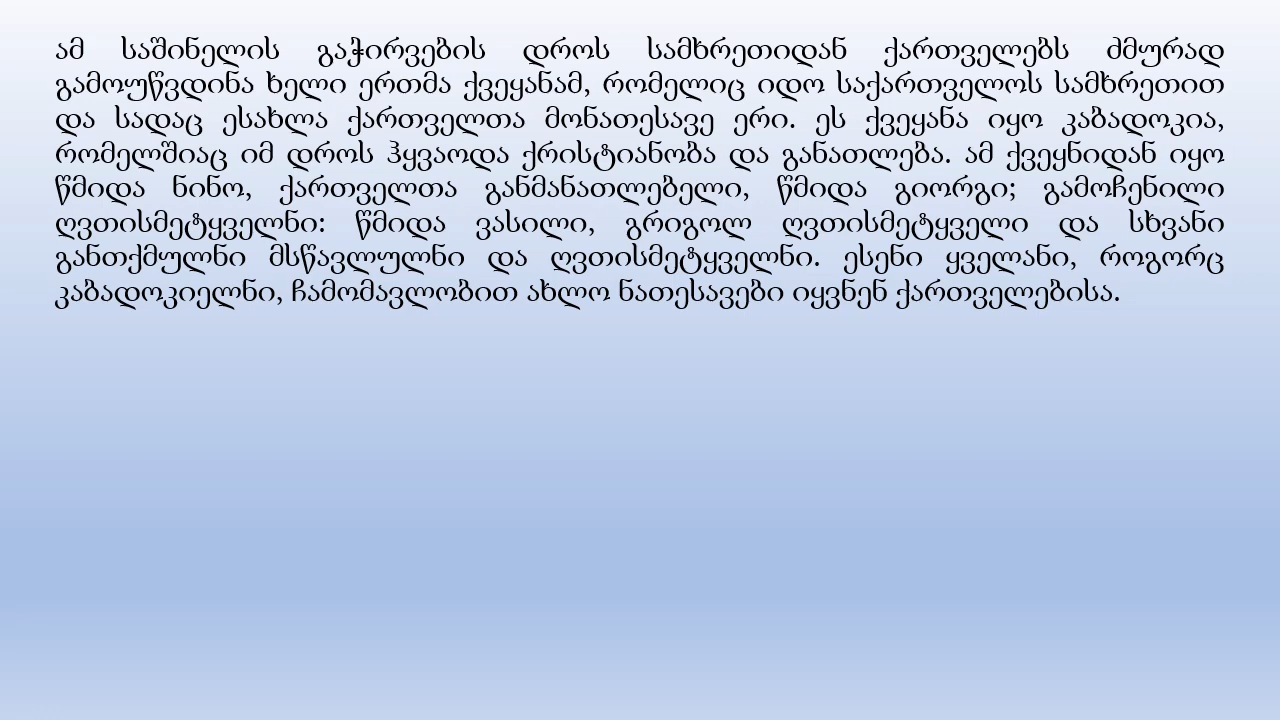 ამ საშინელის გაჭირვების დროს სამხრეთიდან ქართველებს ძმურად
გამოუწვდინა ხელი ერთმა ქვეყანამ, რომელიც იდო საქართველოს სამხრეთით
და სადაც ესახლა ქართველთა მონათესავე ერი. ეს ქვეყანა იყო კაბადოკია,
რომელშიაც იმ დროს ჰყვაოდა ქრისტიანობა და განათლება. ამ ქვეყნიდან იყო
წმიდა ნინო, ქართველთა განმანათლებელი, წმიდა გიორგი; გამოჩენილი
ღვთისმეტყველნი: წმიდა ვასილი, გრიგოლ ღვთისმეტყველი და სხვანი
განთქმულნი მსწავლულნი და ღვთისმეტყველნი. ესენი ყველანი, როგორც
კაბადოკიელნი, ჩამომავლობით ახლო ნათესავები იყვნენ ქართველებისა.